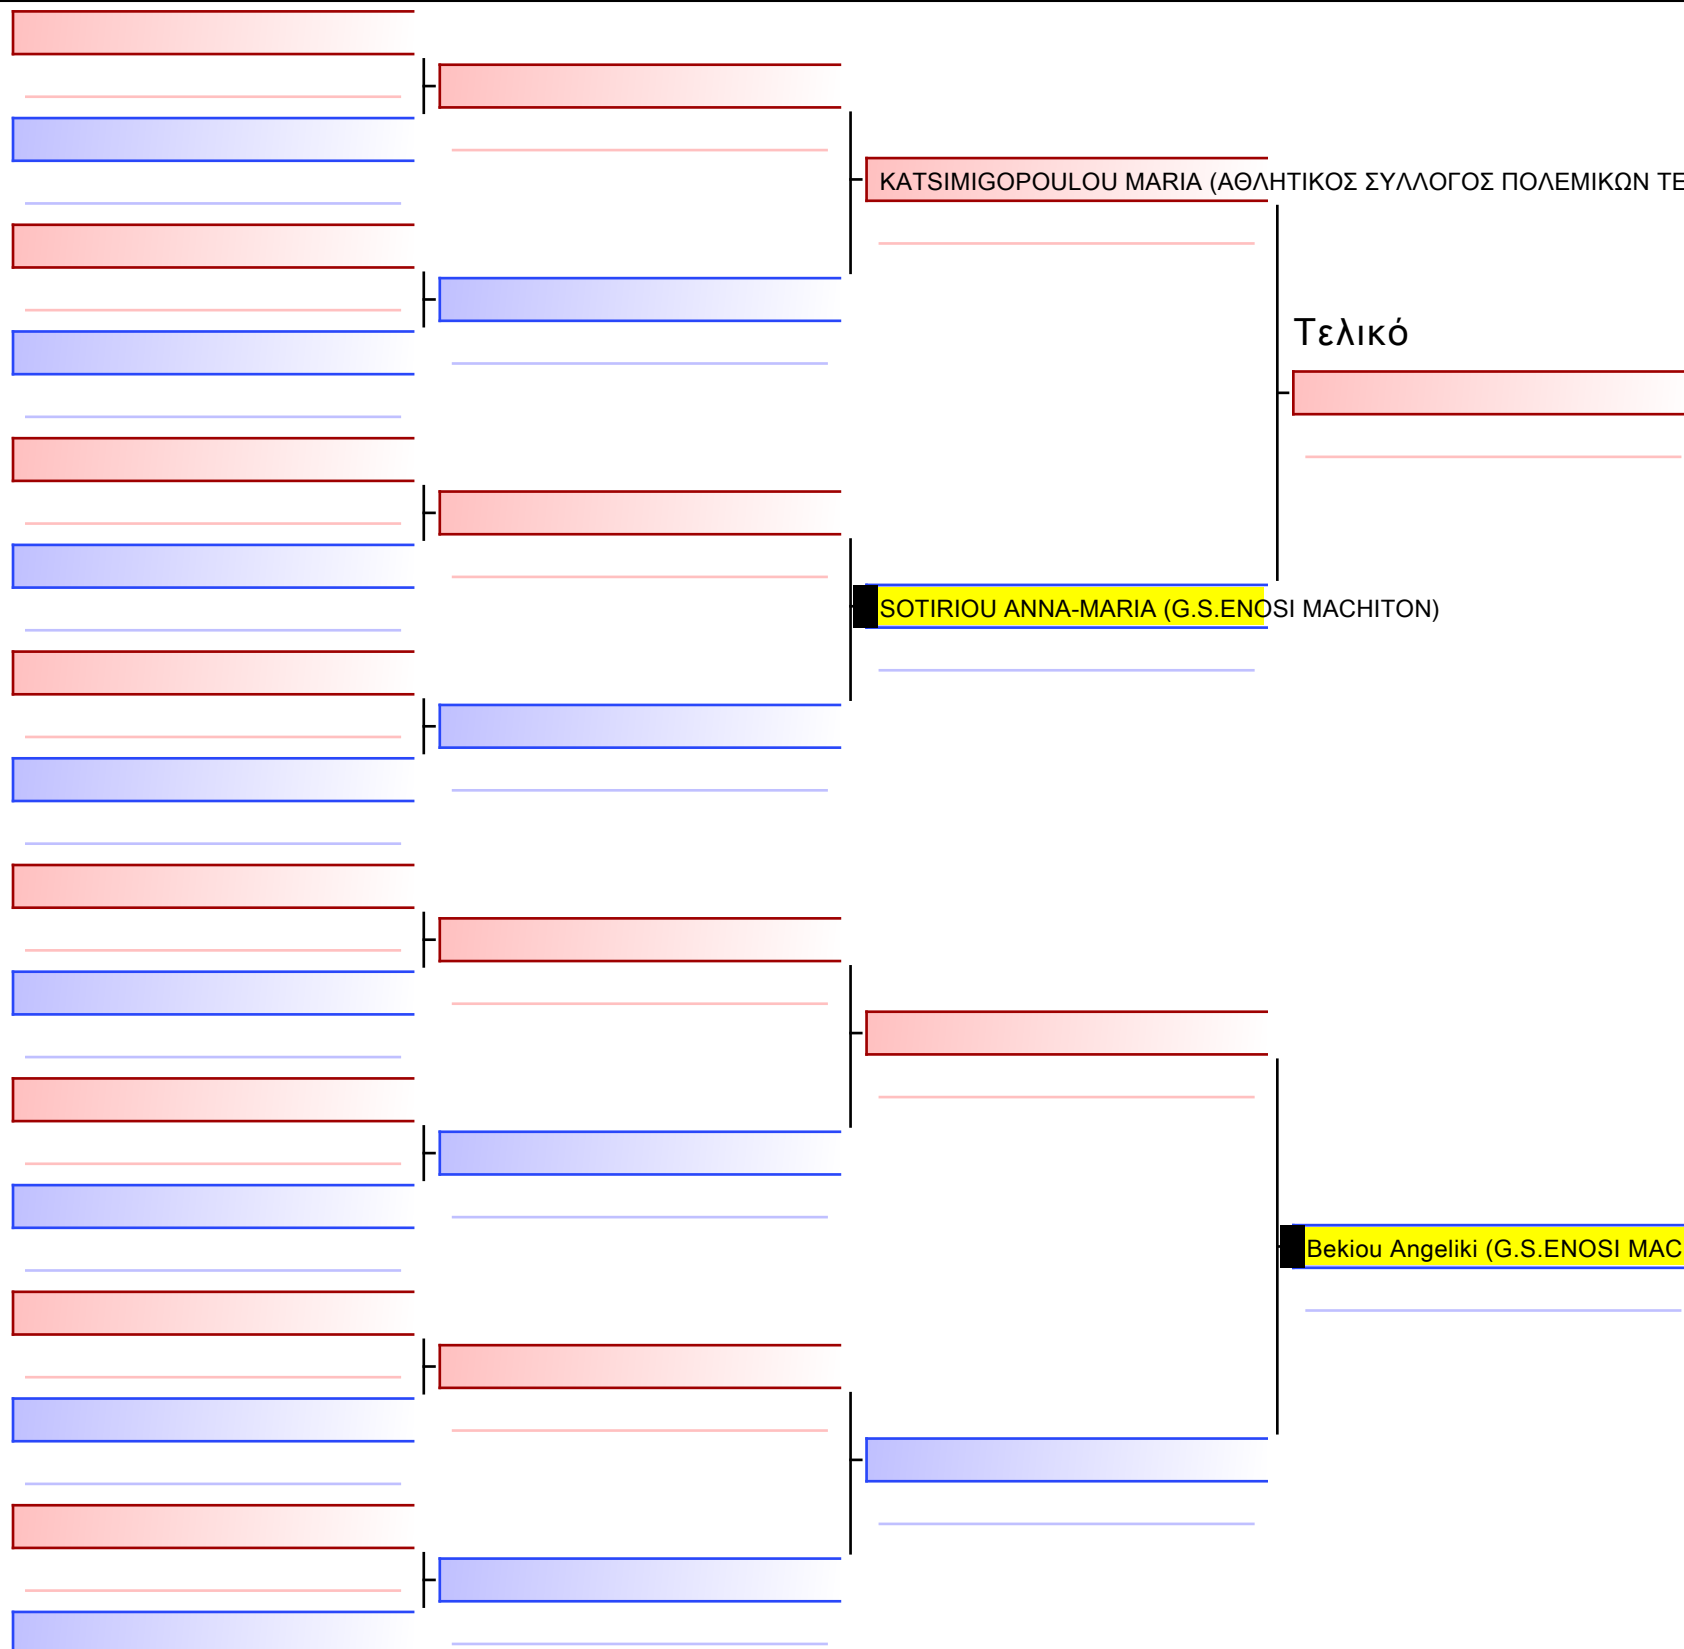 KATSIMIGOPOULOU MARIA (ΑΘΛΗΤΙΚΟΣ ΣΥΛΛΟΓΟΣ ΠΟΛΕΜΙΚΩΝ ΤΕ
Τελικό
SOTIRIOU ANNA-MARIA (G.S.ENOSI MACHITON)
Bekiou Angeliki (G.S.ENOSI MAC